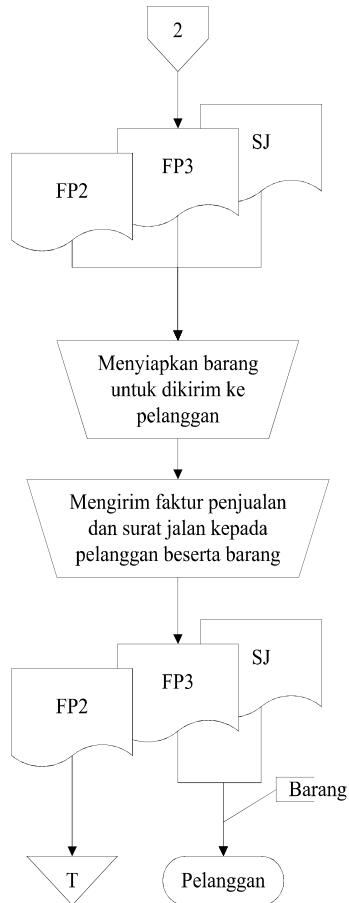 2
SJ
FP3
FP2
Menyiapkan barang
untuk dikirim ke
pelanggan
Mengirim faktur penjualan
dan surat jalan kepada
pelanggan beserta barang
SJ
FP3
FP2
Barang
T
Pelanggan